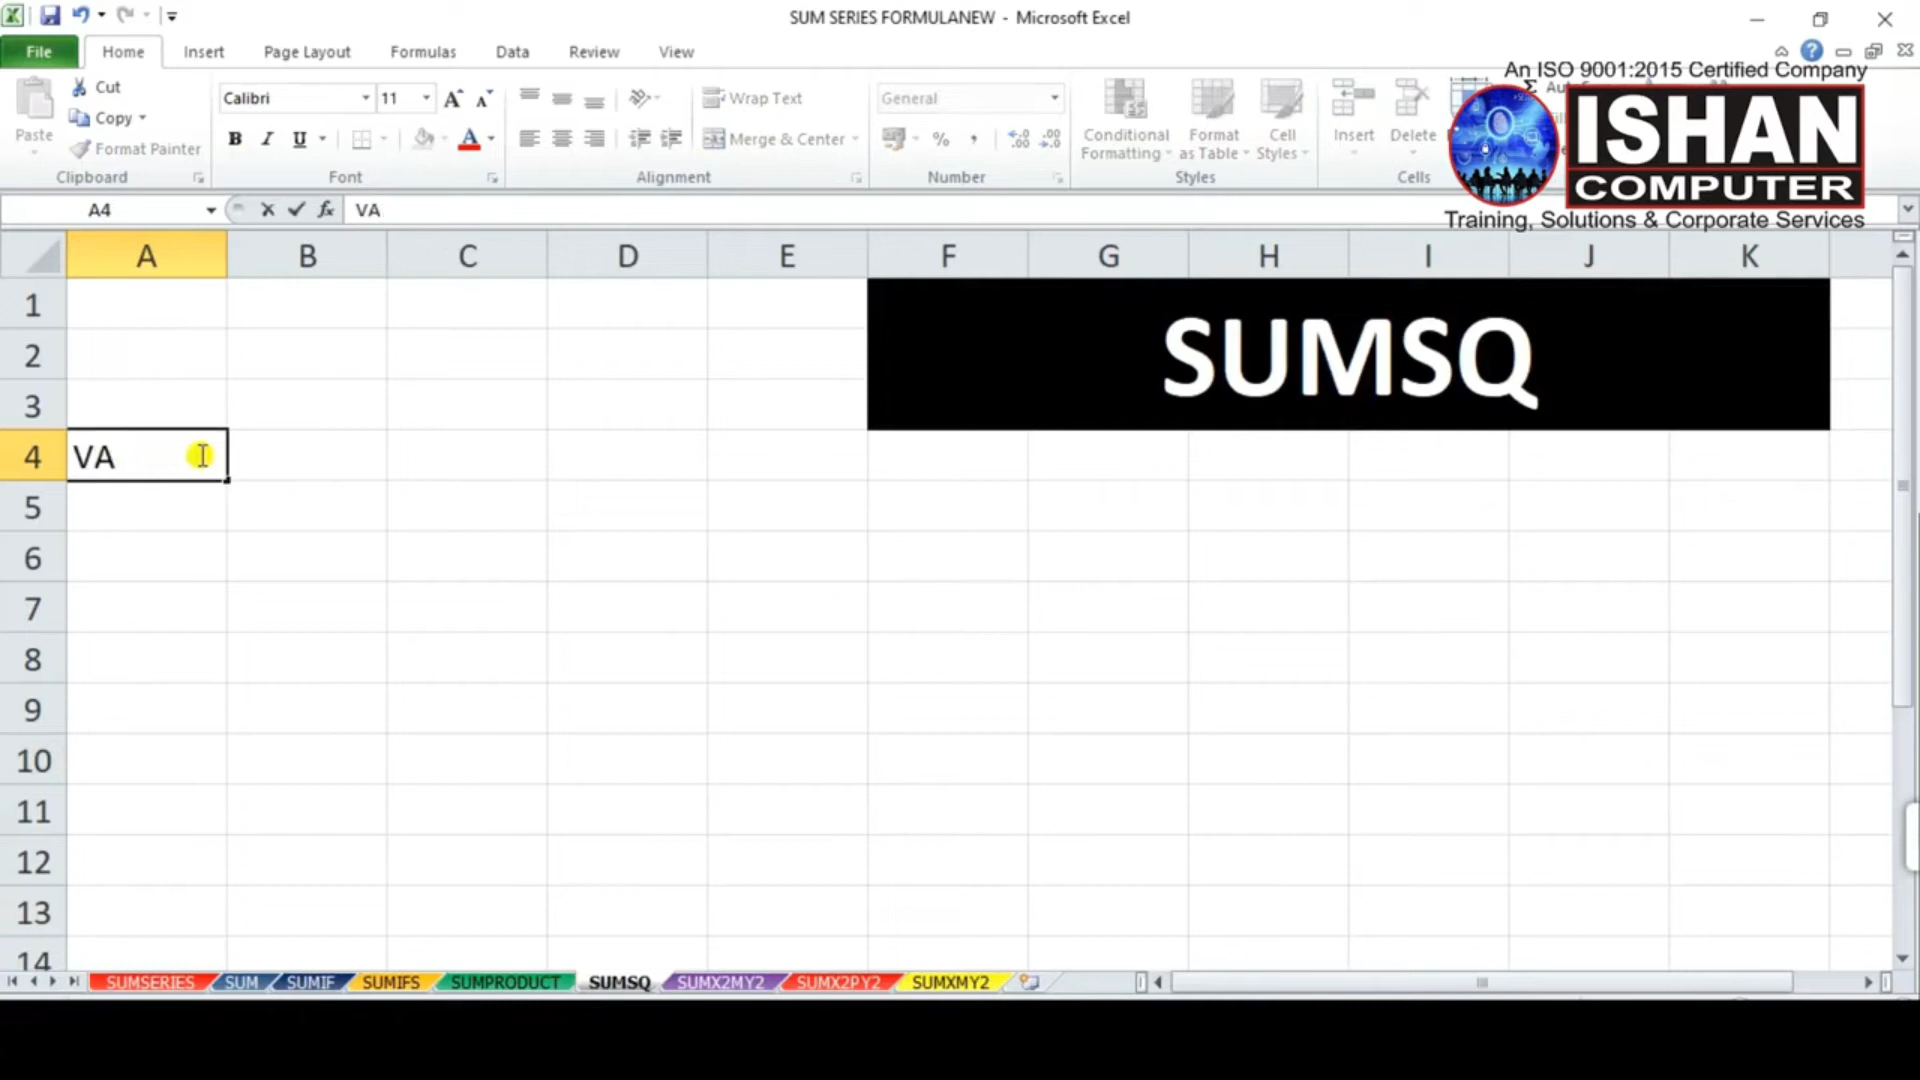 SUM SERIES FORMULANEW - Microsoft Excel
File Home Insert Page Layout Formulas Data Review View
An ISO 9001:2015 Certified Company
ISHAN
COMPUTER
Training, Solutions & Corporate Services
Paste
Cut
Copy
Format Painter
Clipboard
Calibri 11
B I U A
Font
Wrap Text
Merge & Center
Alignment
General
% ,
Number
Conditional Formatting
Format as Table
Cell Styles
Styles
Insert Delete
Cells
A4 fx VA
A B C D E F G H I J K
1
SUMSQ
2
3
4 VA
5
6
7
8
9
10
11
12
13
14
SUMSERIES SUM SUMIF SUMIFS SUMPRODUCT SUMSQ SUMX2MY2 SUMX2PY2 SUMXMY2